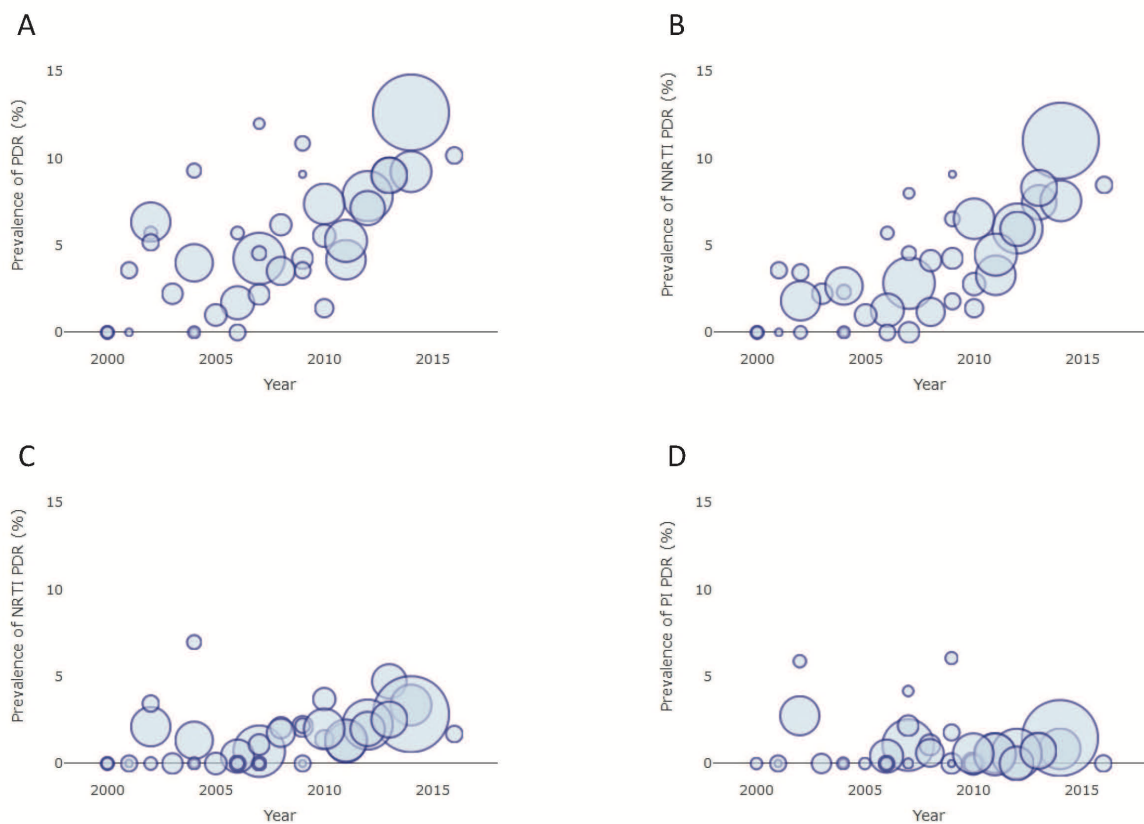 A
Prevalence of PDR (%)
15
10
5
0
2000 2005 2010 2015
Year
B
Prevalence of NNRTI PDR (%)
15
10
5
0
2000 2005 2010 2015
Year
C
Prevalence of NRTI PDR (%)
15
10
5
0
2000 2005 2010 2015
Year
D
Prevalence of PI PDR (%)
15
10
5
0
2000 2005 2010 2015
Year